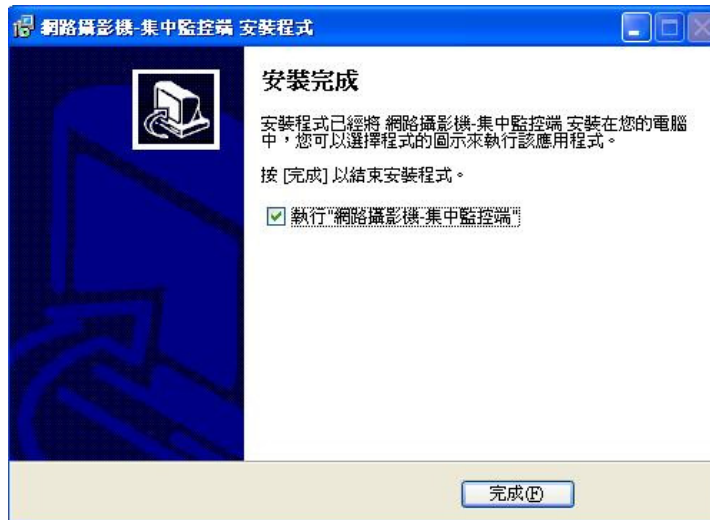 網路攝影機-集中監控端 安裝程式
安裝完成
安裝程式已經將 網路攝影機-集中監控端 安裝在您的電腦
中，您可以選擇程式的圖示來執行該應用程式。
按 [完成] 以結束安裝程式。
執行"網路攝影機-集中監控端"
完成(F)